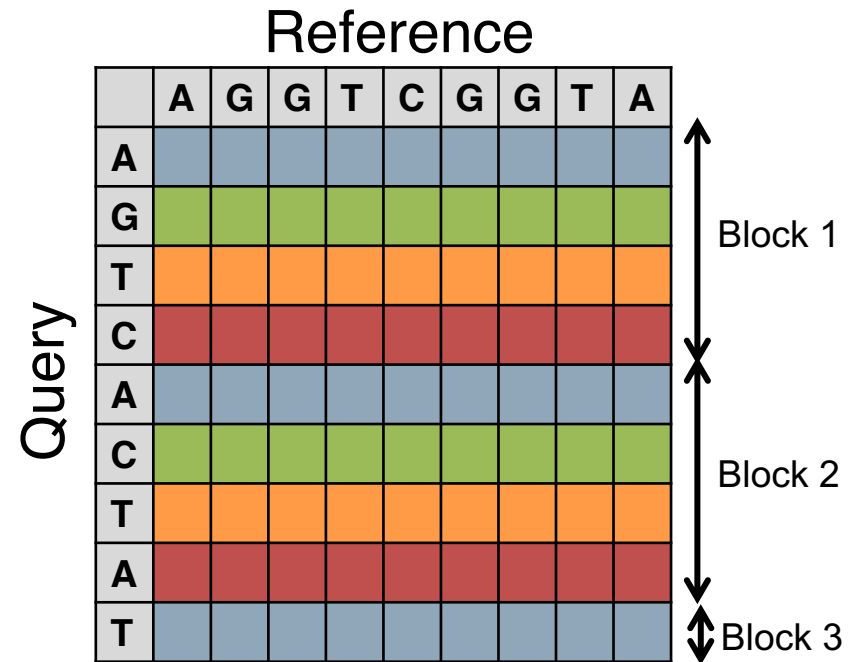 Reference
A G G T C G G T A
A
G
T
C
A
C
T
A
T
Query
Block 1
Block 2
Block 3